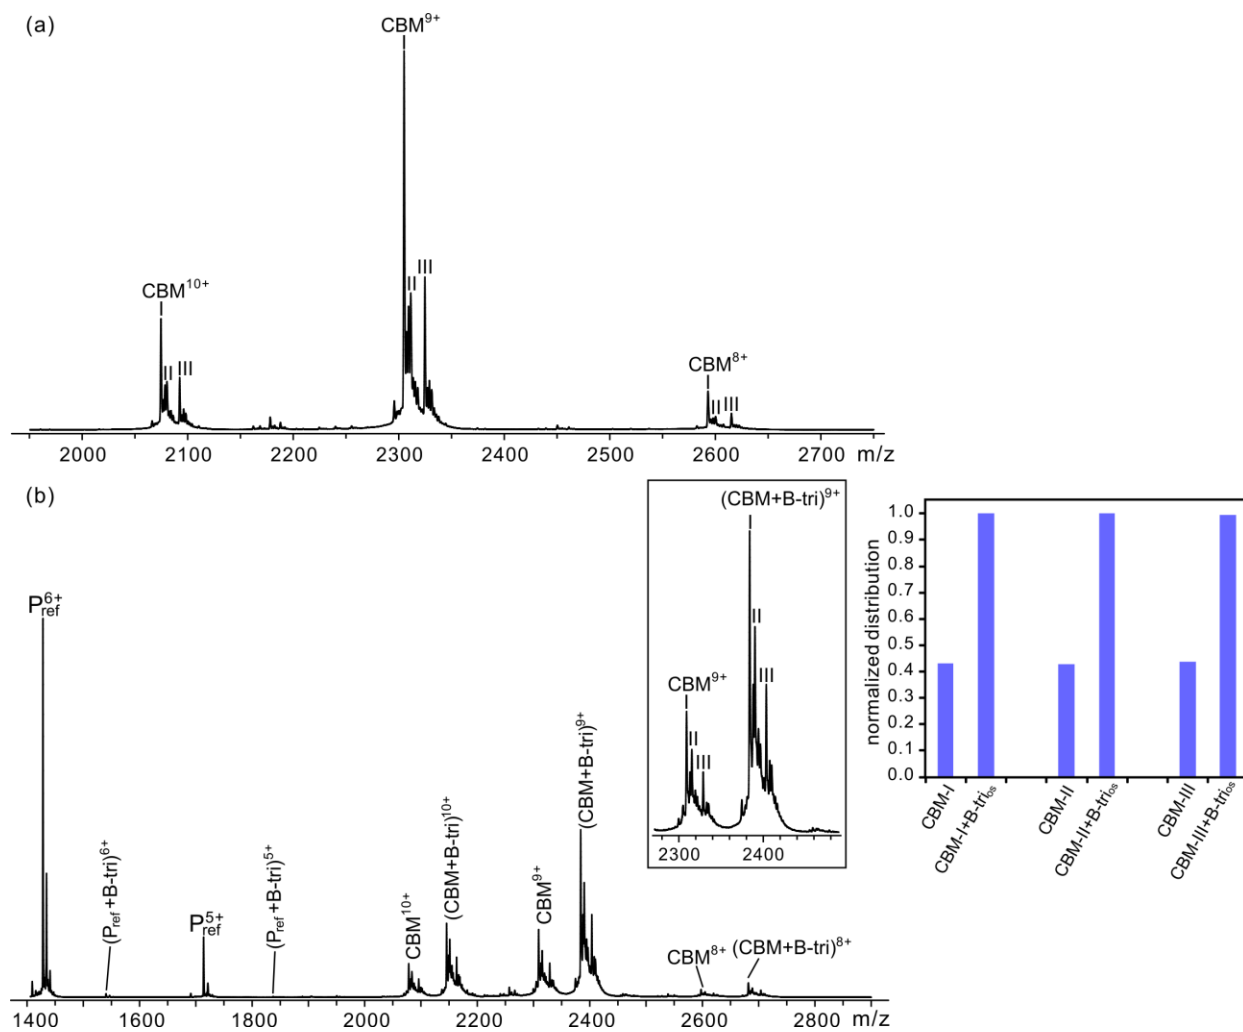 (a)
CBM9+
I
II
III
CBM10+
I
II
III
CBM8+
I
II
III
2000 2100 2200 2300 2400 2500 2600 2700 m/z
(b)
P6+ref
(Pref+B-tri)6+
P5+ref
(Pref+B-tri)5+
CBM10+
(CBM+B-tri)10+
CBM9+
(CBM+B-tri)9+
CBM8+
(CBM+B-tri)8+
1400 1600 1800 2000 2200 2400 2600 2800 m/z
(CBM+B-tri)9+
I
II
III
CBM9+
I
II
III
2300 2400
normalized distribution
1.0
0.9
0.8
0.7
0.6
0.5
0.4
0.3
0.2
0.1
0.0
CBM-I
CBM-I+B-trios
CBM-II
CBM-II+B-trios
CBM-III
CBM-III+B-trios